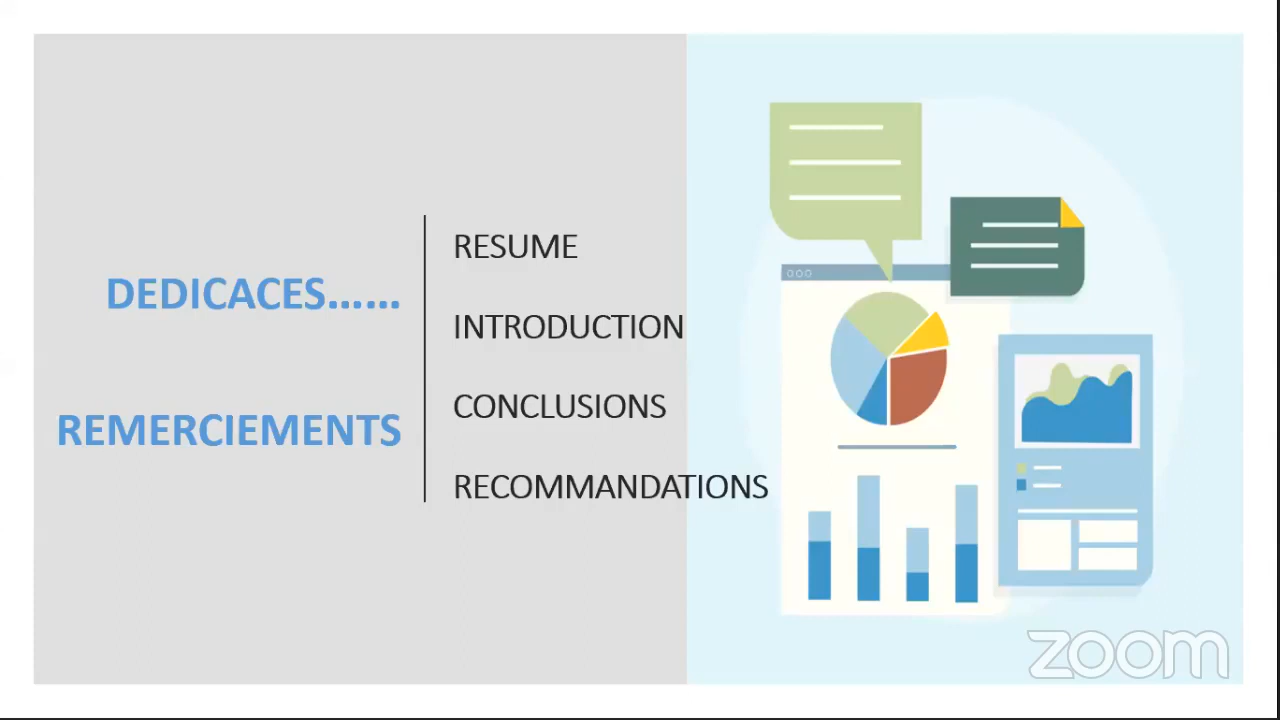 DEDICACES......
REMERCIEMENTS
RESUME
INTRODUCTION
CONCLUSIONS
RECOMMANDATIONS
zoom